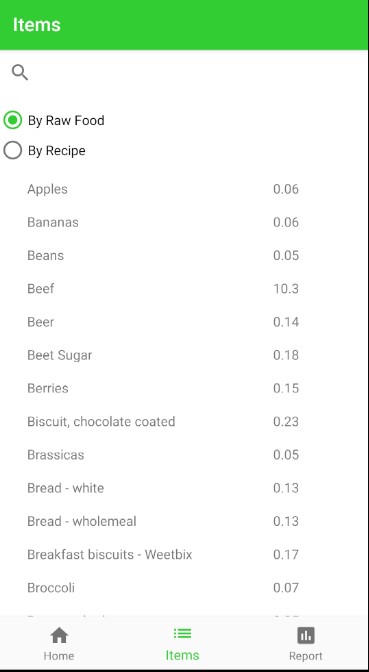 Items
By Raw Food
By Recipe
Apples 0.06
Bananas 0.06
Beans 0.05
Beef 10.3
Beer 0.14
Beet Sugar 0.18
Berries 0.15
Biscuit, chocolate coated 0.23
Brassicas 0.05
Bread - white 0.13
Bread - wholemeal 0.13
Breakfast biscuits - Weetbix 0.17
Broccoli 0.07
Home Items Report